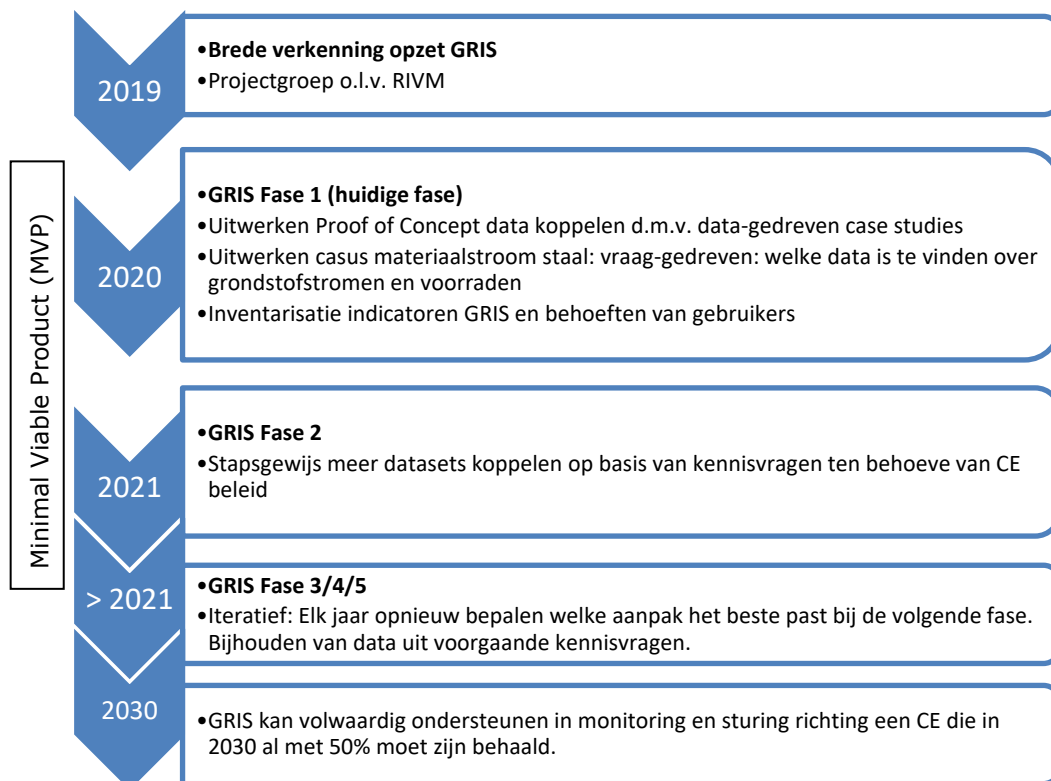 Minimal Viable Product (MVP)
2019
•Brede verkenning opzet GRIS
•Projectgroep o.l.v. RIVM
2020
•GRIS Fase 1 (huidige fase)
•Uitwerken Proof of Concept data koppelen d.m.v. data-gedreven case studies
•Uitwerken casus materiaalstroom staal: vraag-gedreven: welke data is te vinden over
grondstofstromen en voorraden
•Inventarisatie indicatoren GRIS en behoeften van gebruikers
2021
•GRIS Fase 2
•Stapsgewijs meer datasets koppelen op basis van kennisvragen ten behoeve van CE
beleid
> 2021
•GRIS Fase 3/4/5
•Iteratief: Elk jaar opnieuw bepalen welke aanpak het beste past bij de volgende fase.
Bijhouden van data uit voorgaande kennisvragen.
2030
•GRIS kan volwaardig ondersteunen in monitoring en sturing richting een CE die in
2030 al met 50% moet zijn behaald.